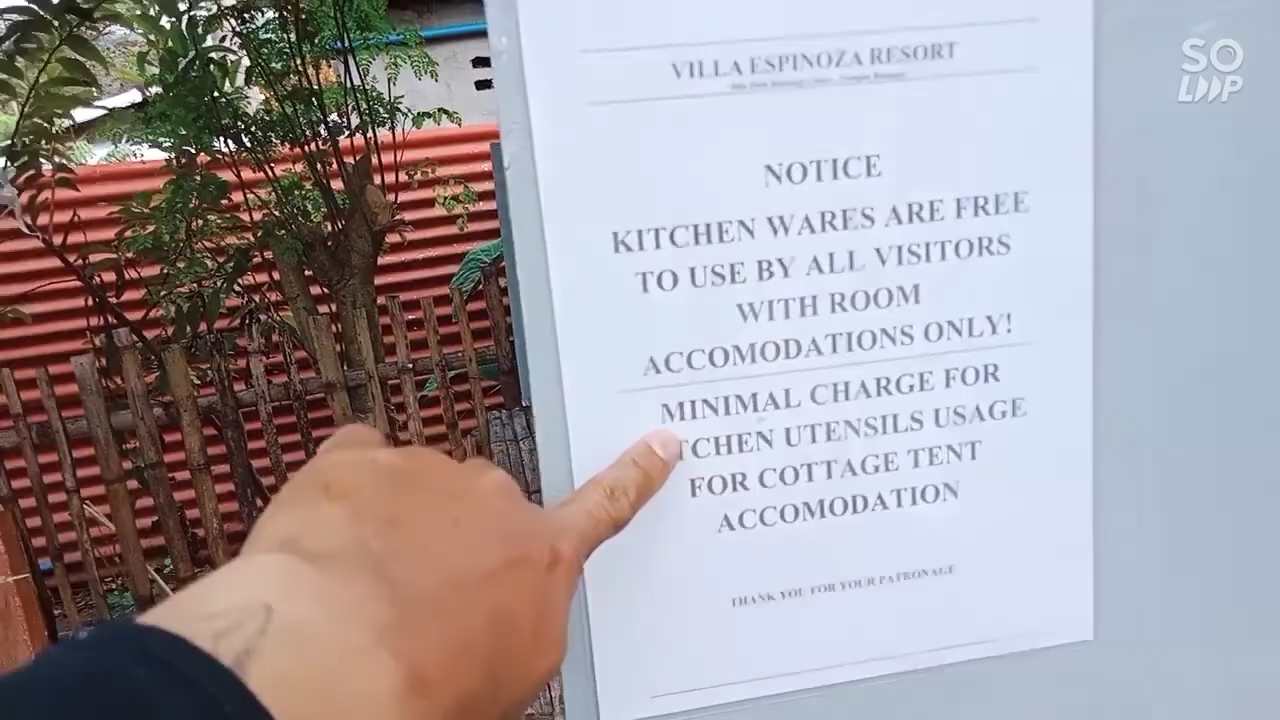 VILLA ESPINOZA RESORT
NOTICE
KITCHEN WARES ARE FREE
TO USE BY ALL VISITORS
WITH ROOM
ACCOMODATIONS ONLY!
MINIMAL CHARGE FOR
TCHEN UTENSILS USAGE
FOR COTTAGE TENT
ACCOMODATION
THANK YOU FOR YOUR PATRONAGE
SO
LOOP